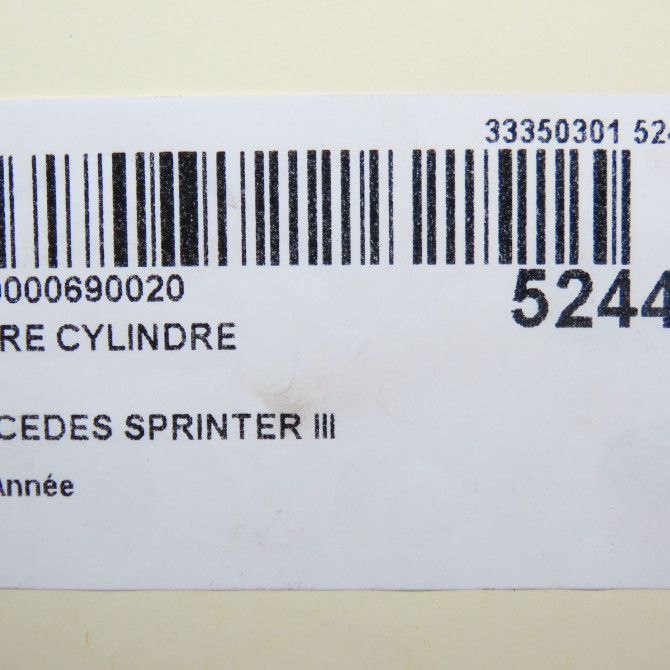 33350301 524
0000690020
5244
RE CYLINDRE
CEDES SPRINTER III
Année